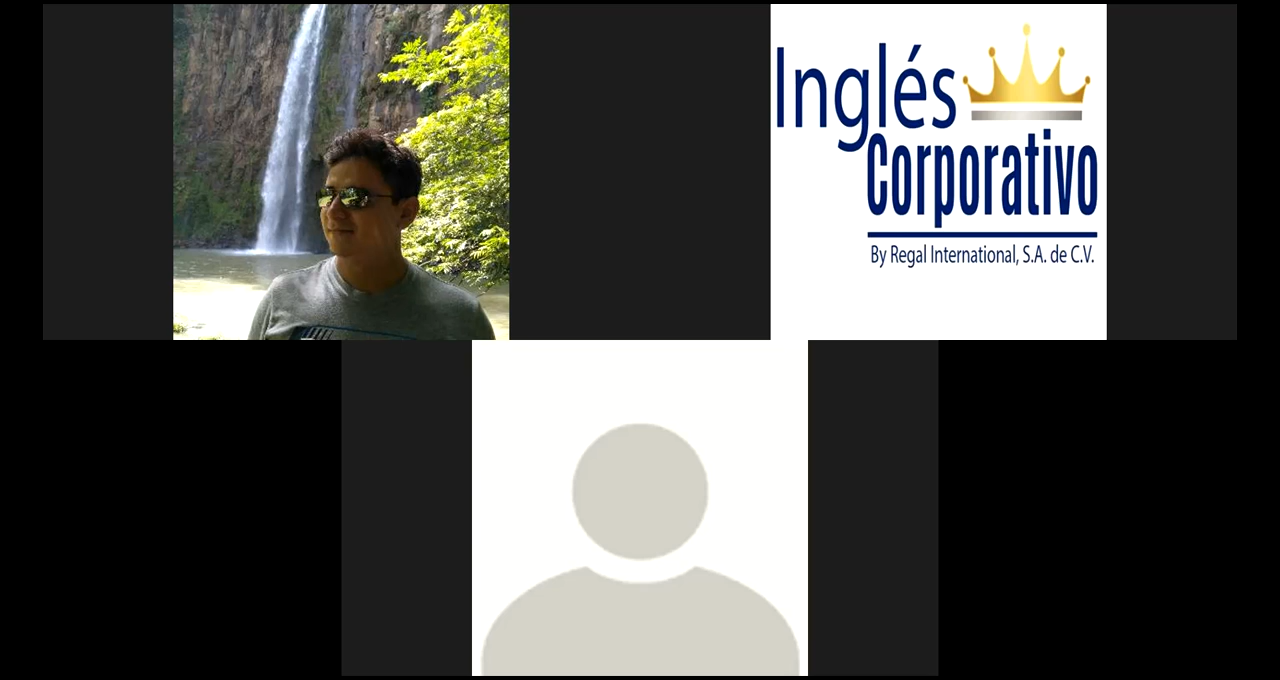 Inglés
Corporativo
By Regal International, S.A. de C.V.